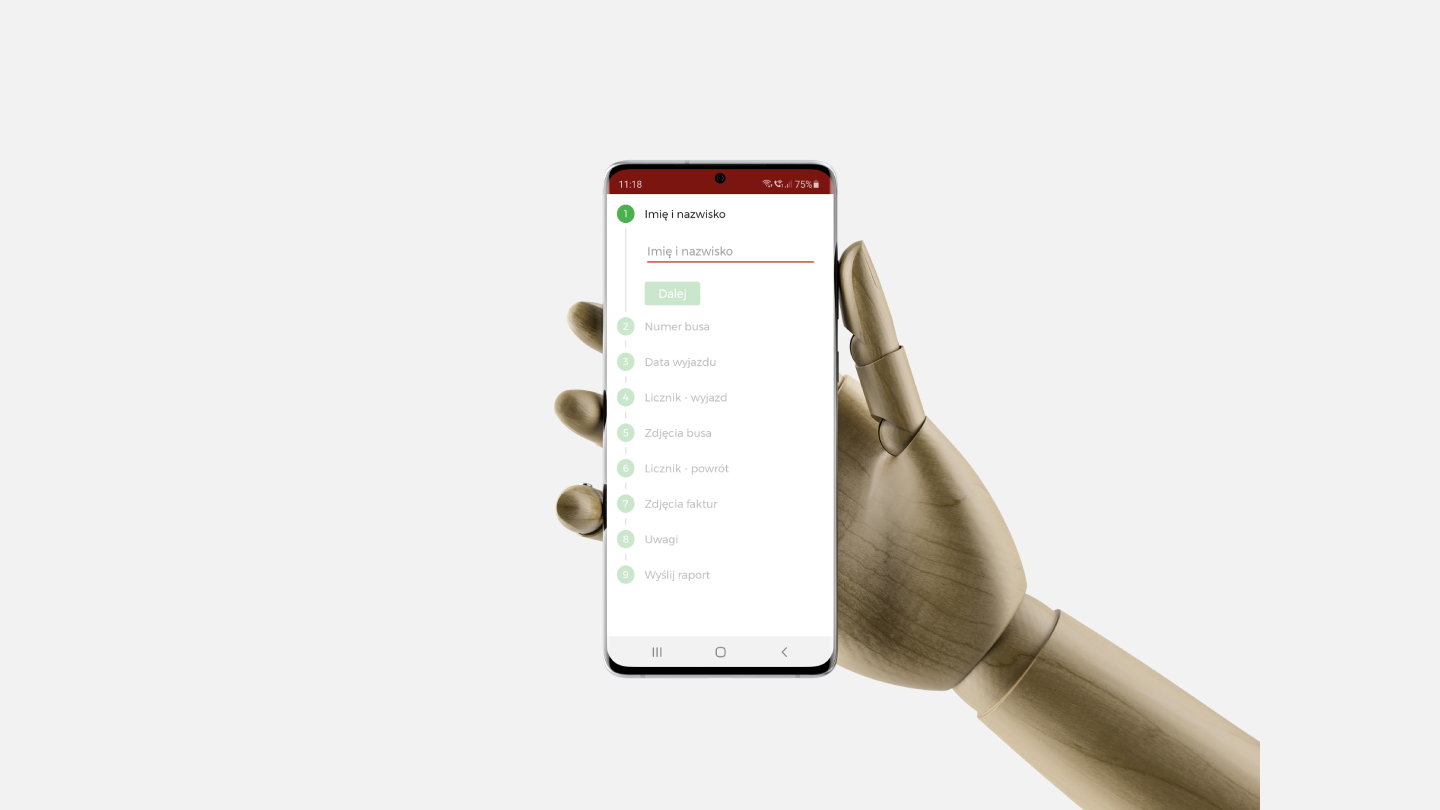 11:18 75%
1 Imię i nazwisko
Imię i nazwisko
Dalej
2 Numer busa
3 Data wyjazdu
4 Licznik - wyjazd
5 Zdjęcia busa
6 Licznik - powrót
7 Zdjęcia faktur
8 Uwagi
9 Wyślij raport